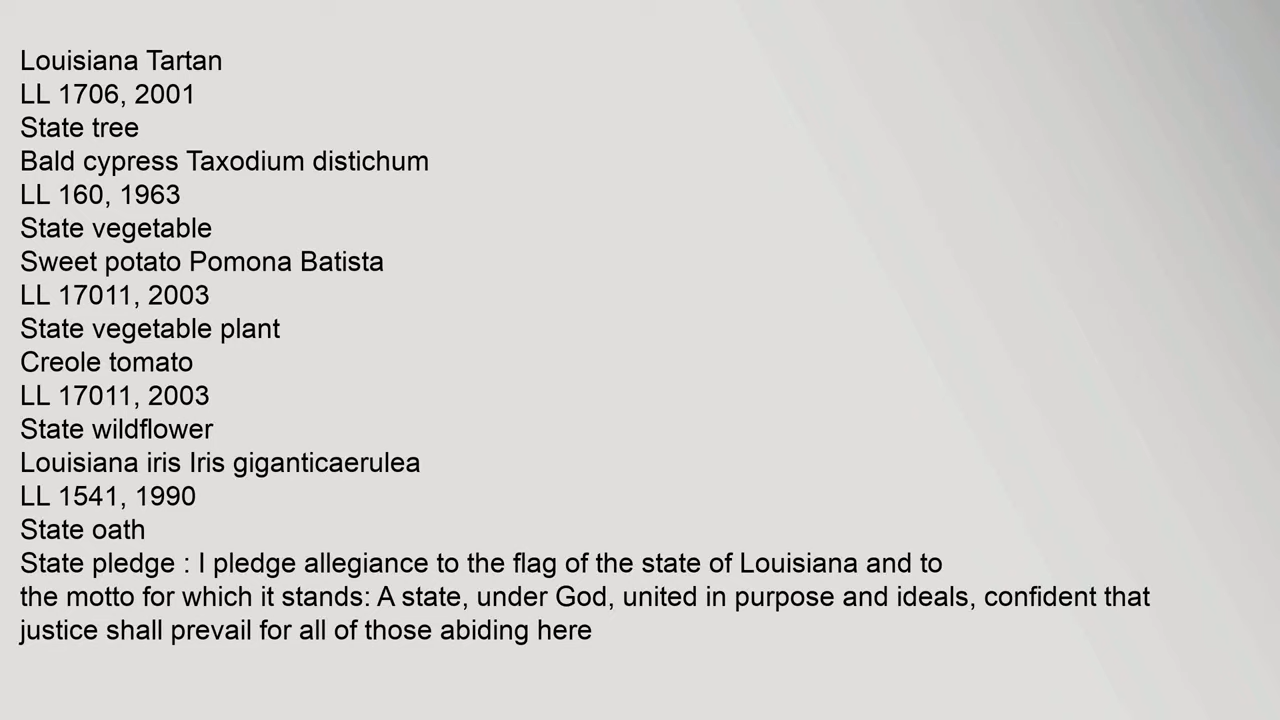 Louisiana Tartan
LL 1706, 2001
State tree
Bald cypress Taxodium distichum
LL 160, 1963
State vegetable
Sweet potato Pomona Batista
LL 17011, 2003
State vegetable plant
Creole tomato
LL 17011, 2003
State wildflower
Louisiana iris Iris giganticaerulea
LL 1541, 1990
State oath
State pledge : I pledge allegiance to the flag of the state of Louisiana and to
the motto for which it stands: A state, under God, united in purpose and ideals, confident that
justice shall prevail for all of those abiding here